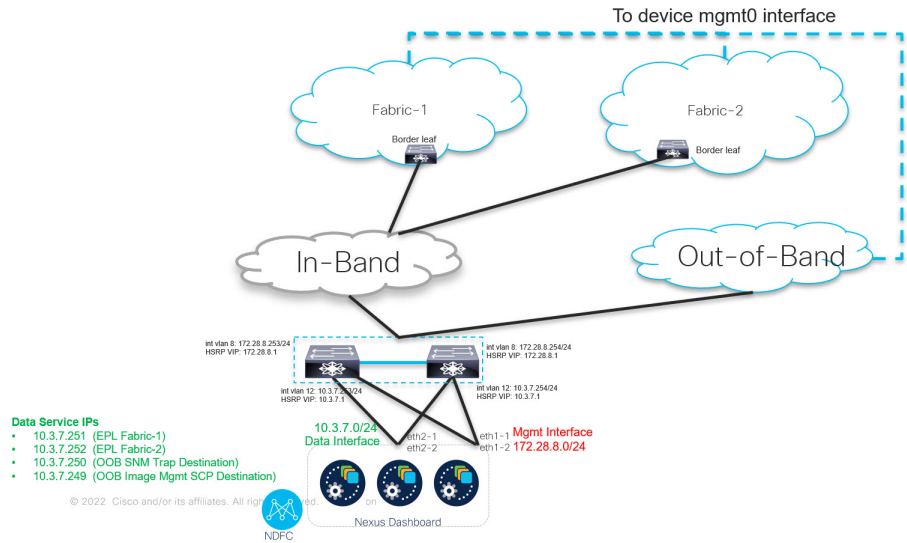 To device mgmt0 interface
Fabric-1
Fabric-2
Border leaf
Border leaf
In-Band
Out-of-Band
int vlan 8: 172.28.8.253/24
HSRP VIP: 172.28.8.1
int vlan 8: 172.28.8.254/24
HSRP VIP: 172.28.8.1
int vlan 12: 10.3.7.253/24
HSRP VIP: 10.3.7.1
int vlan 12: 10.3.7.254/24
HSRP VIP: 10.3.7.1
10.3.7.0/24
Data Interface
eth2-1
eth2-2
eth1-1
eth1-2
Mgmt Interface
172.28.8.0/24
Data Service IPs
• 10.3.7.251 (EPL Fabric-1)
• 10.3.7.252 (EPL Fabric-2)
• 10.3.7.250 (OOB SNM Trap Destination)
• 10.3.7.249 (OOB Image Mgmt SCP Destination)
© 2022 Cisco and/or its affiliates. All
Nexus Dashboard
NDFC